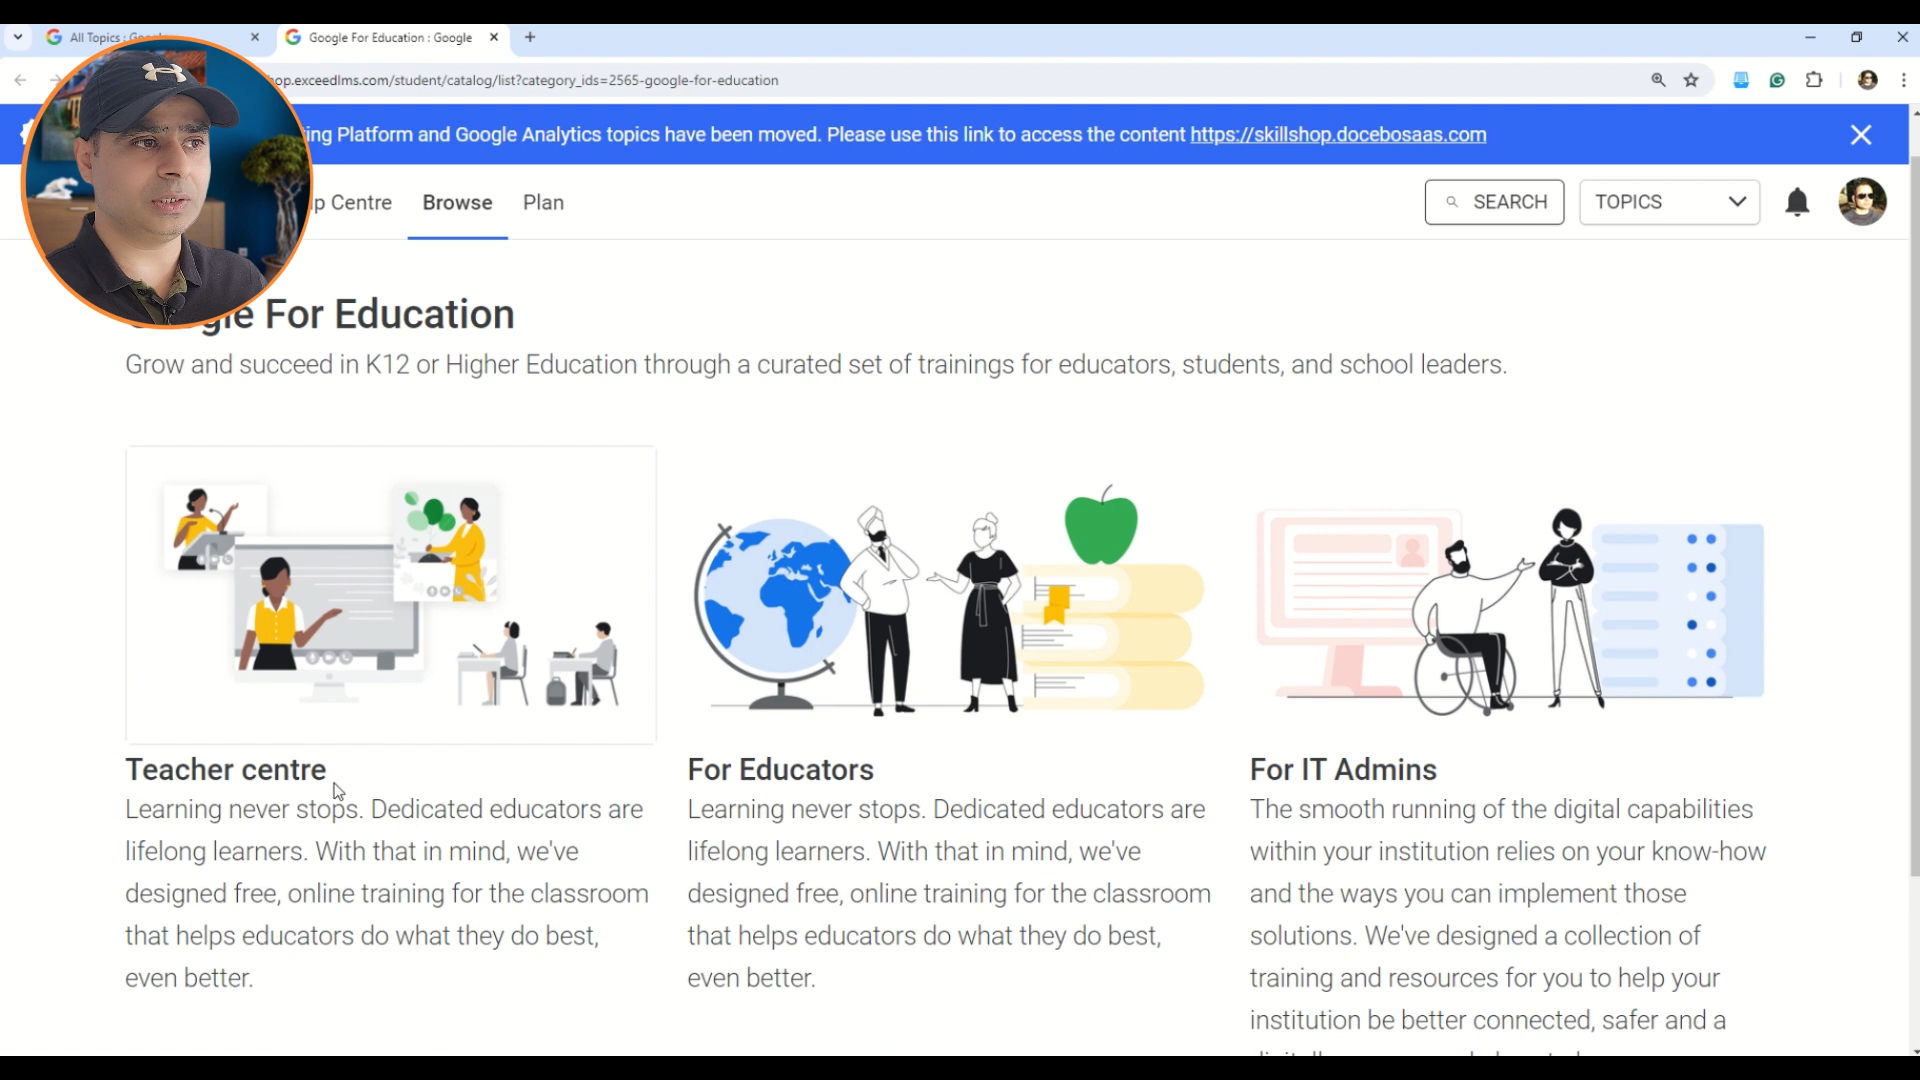 All Topics :
Google For Education : Google
hop.exceedlms.com/student/catalog/list?category_ids=2565-google-for-education
ing Platform and Google Analytics topics have been moved. Please use this link to access the content https://skillshop.docebosaas.com
p Centre
Browse
Plan
SEARCH
TOPICS
gle For Education
Grow and succeed in K12 or Higher Education through a curated set of trainings for educators, students, and school leaders.
Teacher centre
Learning never stops. Dedicated educators are
lifelong learners. With that in mind, we've
designed free, online training for the classroom
that helps educators do what they do best,
even better.
For Educators
Learning never stops. Dedicated educators are
lifelong learners. With that in mind, we've
designed free, online training for the classroom
that helps educators do what they do best,
even better.
For IT Admins
The smooth running of the digital capabilities
within your institution relies on your know-how
and the ways you can implement those
solutions. We've designed a collection of
training and resources for you to help your
institution be better connected, safer and a